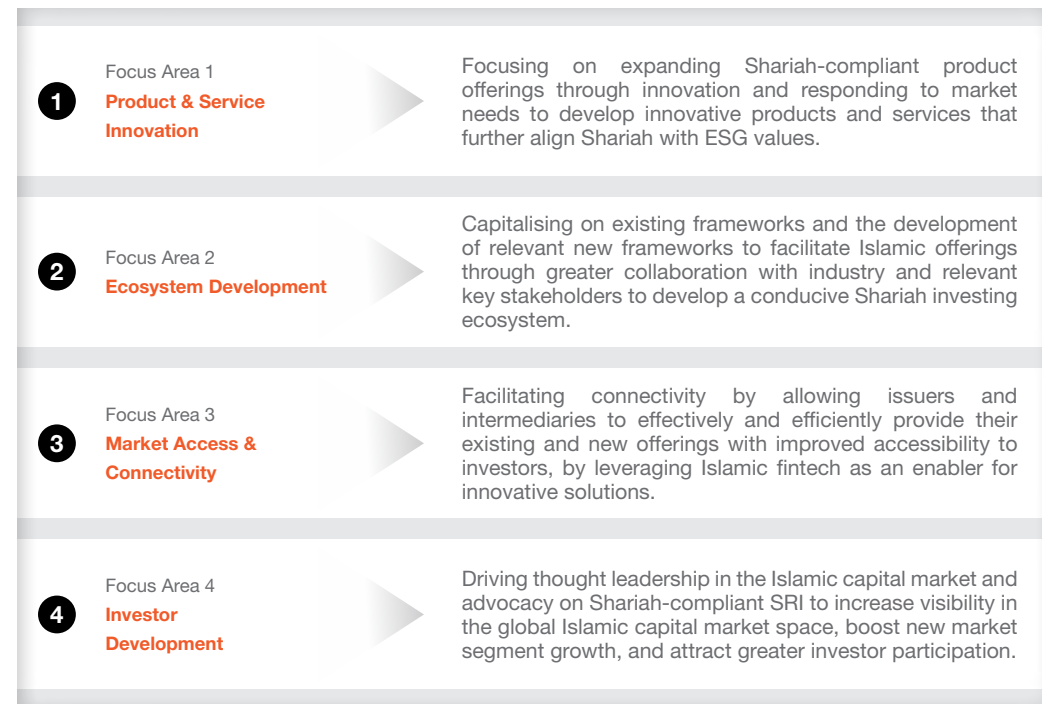 1
Focus Area 1
Product & Service
Innovation
Focusing on expanding Shariah-compliant product
offerings through innovation and responding to market
needs to develop innovative products and services that
further align Shariah with ESG values.
2
Focus Area 2
Ecosystem Development
Capitalising on existing frameworks and the development
of relevant new frameworks to facilitate Islamic offerings
through greater collaboration with industry and relevant
key stakeholders to develop a conducive Shariah investing
ecosystem.
3
Focus Area 3
Market Access &
Connectivity
Facilitating connectivity by allowing issuers and
intermediaries to effectively and efficiently provide their
existing and new offerings with improved accessibility to
investors, by leveraging Islamic fintech as an enabler for
innovative solutions.
4
Focus Area 4
Investor
Development
Driving thought leadership in the Islamic capital market and
advocacy on Shariah-compliant SRI to increase visibility in
the global Islamic capital market space, boost new market
segment growth, and attract greater investor participation.